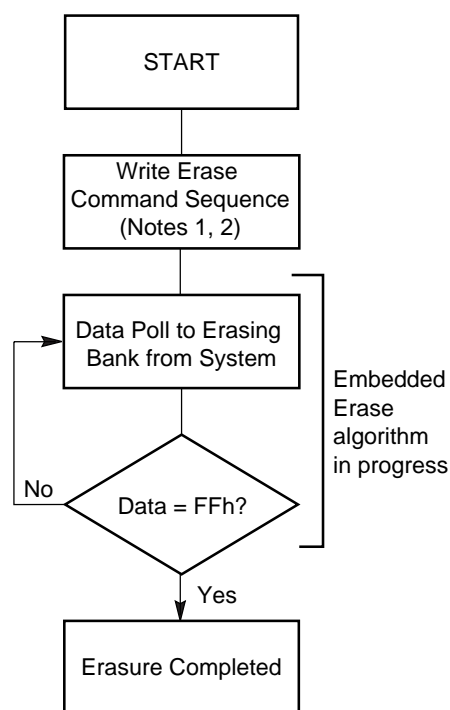 START
Write Erase
Command Sequence
(Notes 1, 2)
Data Poll to Erasing
Bank from System
Embedded
Erase
algorithm
in progress
No
Data = FFh?
Yes
Erasure Completed